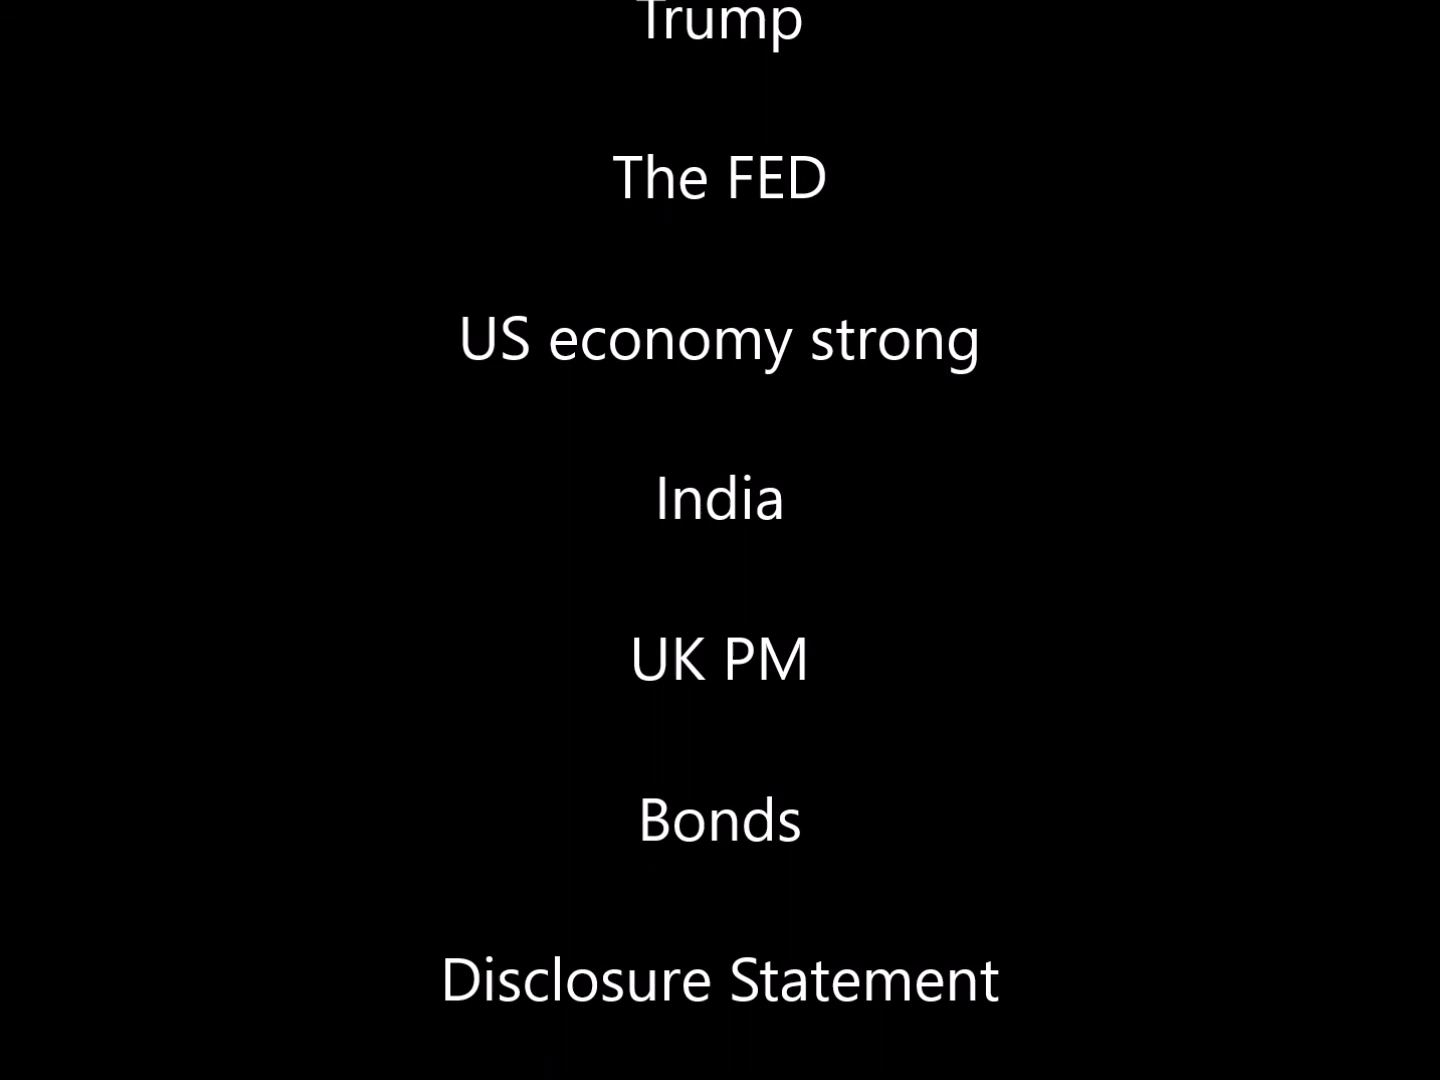 Trump
The FED
US economy strong
India
UK PM
Bonds
Disclosure Statement